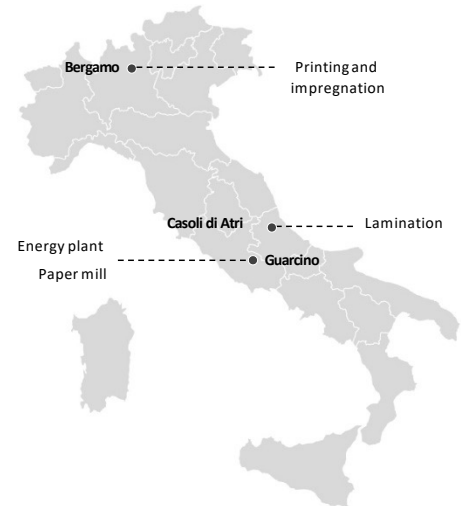 Bergamo
Printing and
impregnation
Casoli di Atri
Lamination
Energy plant
Paper mill
Guarcino